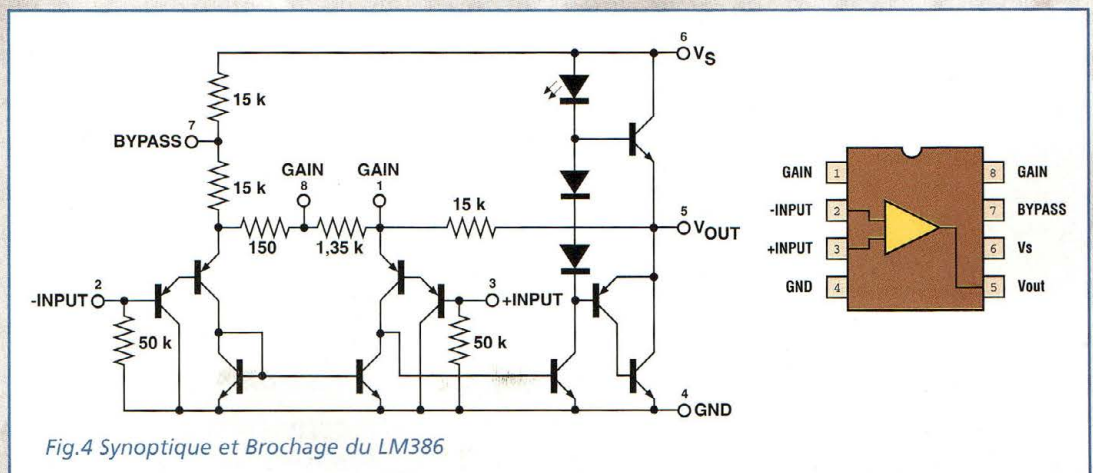 6
VS
15 k
7
BYPASS
15 k
GAIN
8
GAIN
1
15 k
5
VOUT
150
1,35 k
2
-INPUT
3
+INPUT
50 k
50 k
4
GND
GAIN 1
8 GAIN
-INPUT 2
7 BYPASS
+INPUT 3
6 Vs
GND 4
5 Vout
Fig.4 Synoptique et Brochage du LM386